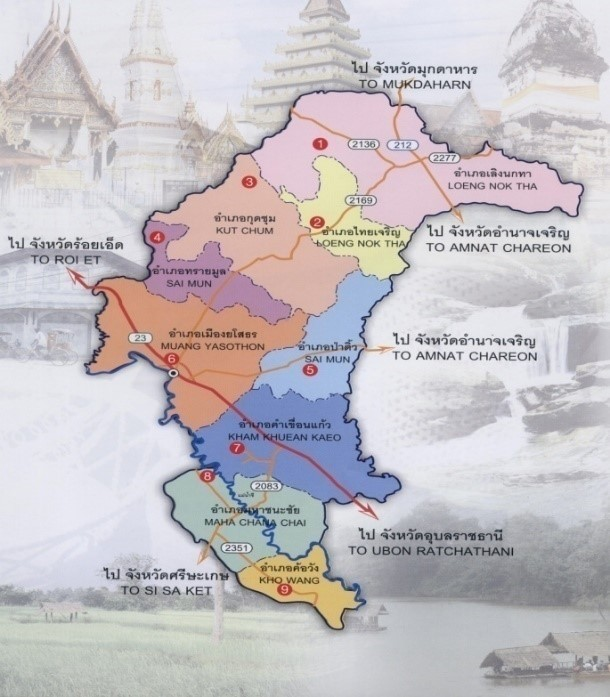 ไป จังหวัดมุกดาหาร
TO MUKDAHARN
1
2136
212
2277
อำเภอเลิงนกทา
LOENG NOK THA
3
2169
อำเภอกุดชุม
KUT CHUM
2
อำเภอไทยเจริญ
LOENG NOK THA
ไป จังหวัดอำนาจเจริญ
TO AMNAT CHAREON
ไป จังหวัดร้อยเอ็ด
TO ROI ET
4
อำเภอทรายมูล
SAI MUN
23
อำเภอเมืองยโสธร
MUANG YASOTHON
6
อำเภอป่าติ้ว
SAI MUN
5
ไป จังหวัดอำนาจเจริญ
TO AMNAT CHAREON
อำเภอคำเขื่อนแก้ว
KHAM KHUEAN KAEO
7
8
2083
แม่น้ำชี
อำเภอมหาชนะชัย
MAHA CHANA CHAI
ไป จังหวัดอุบลราชธานี
TO UBON RATCHATHANI
2351
ไป จังหวัดศรีษะเกษ
TO SI SA KET
อำเภอค้อวัง
KHO WANG
9